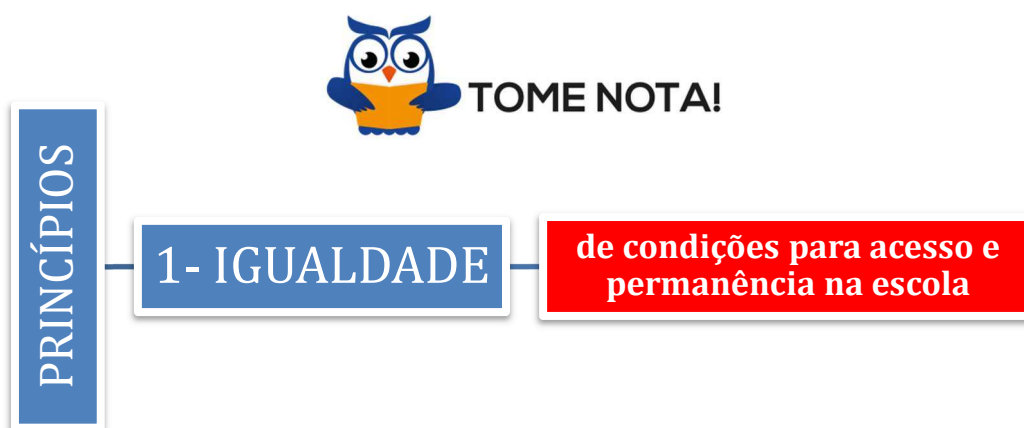 TOME NOTA!
PRINCÍPIOS
1- IGUALDADE
de condições para acesso e
permanência na escola